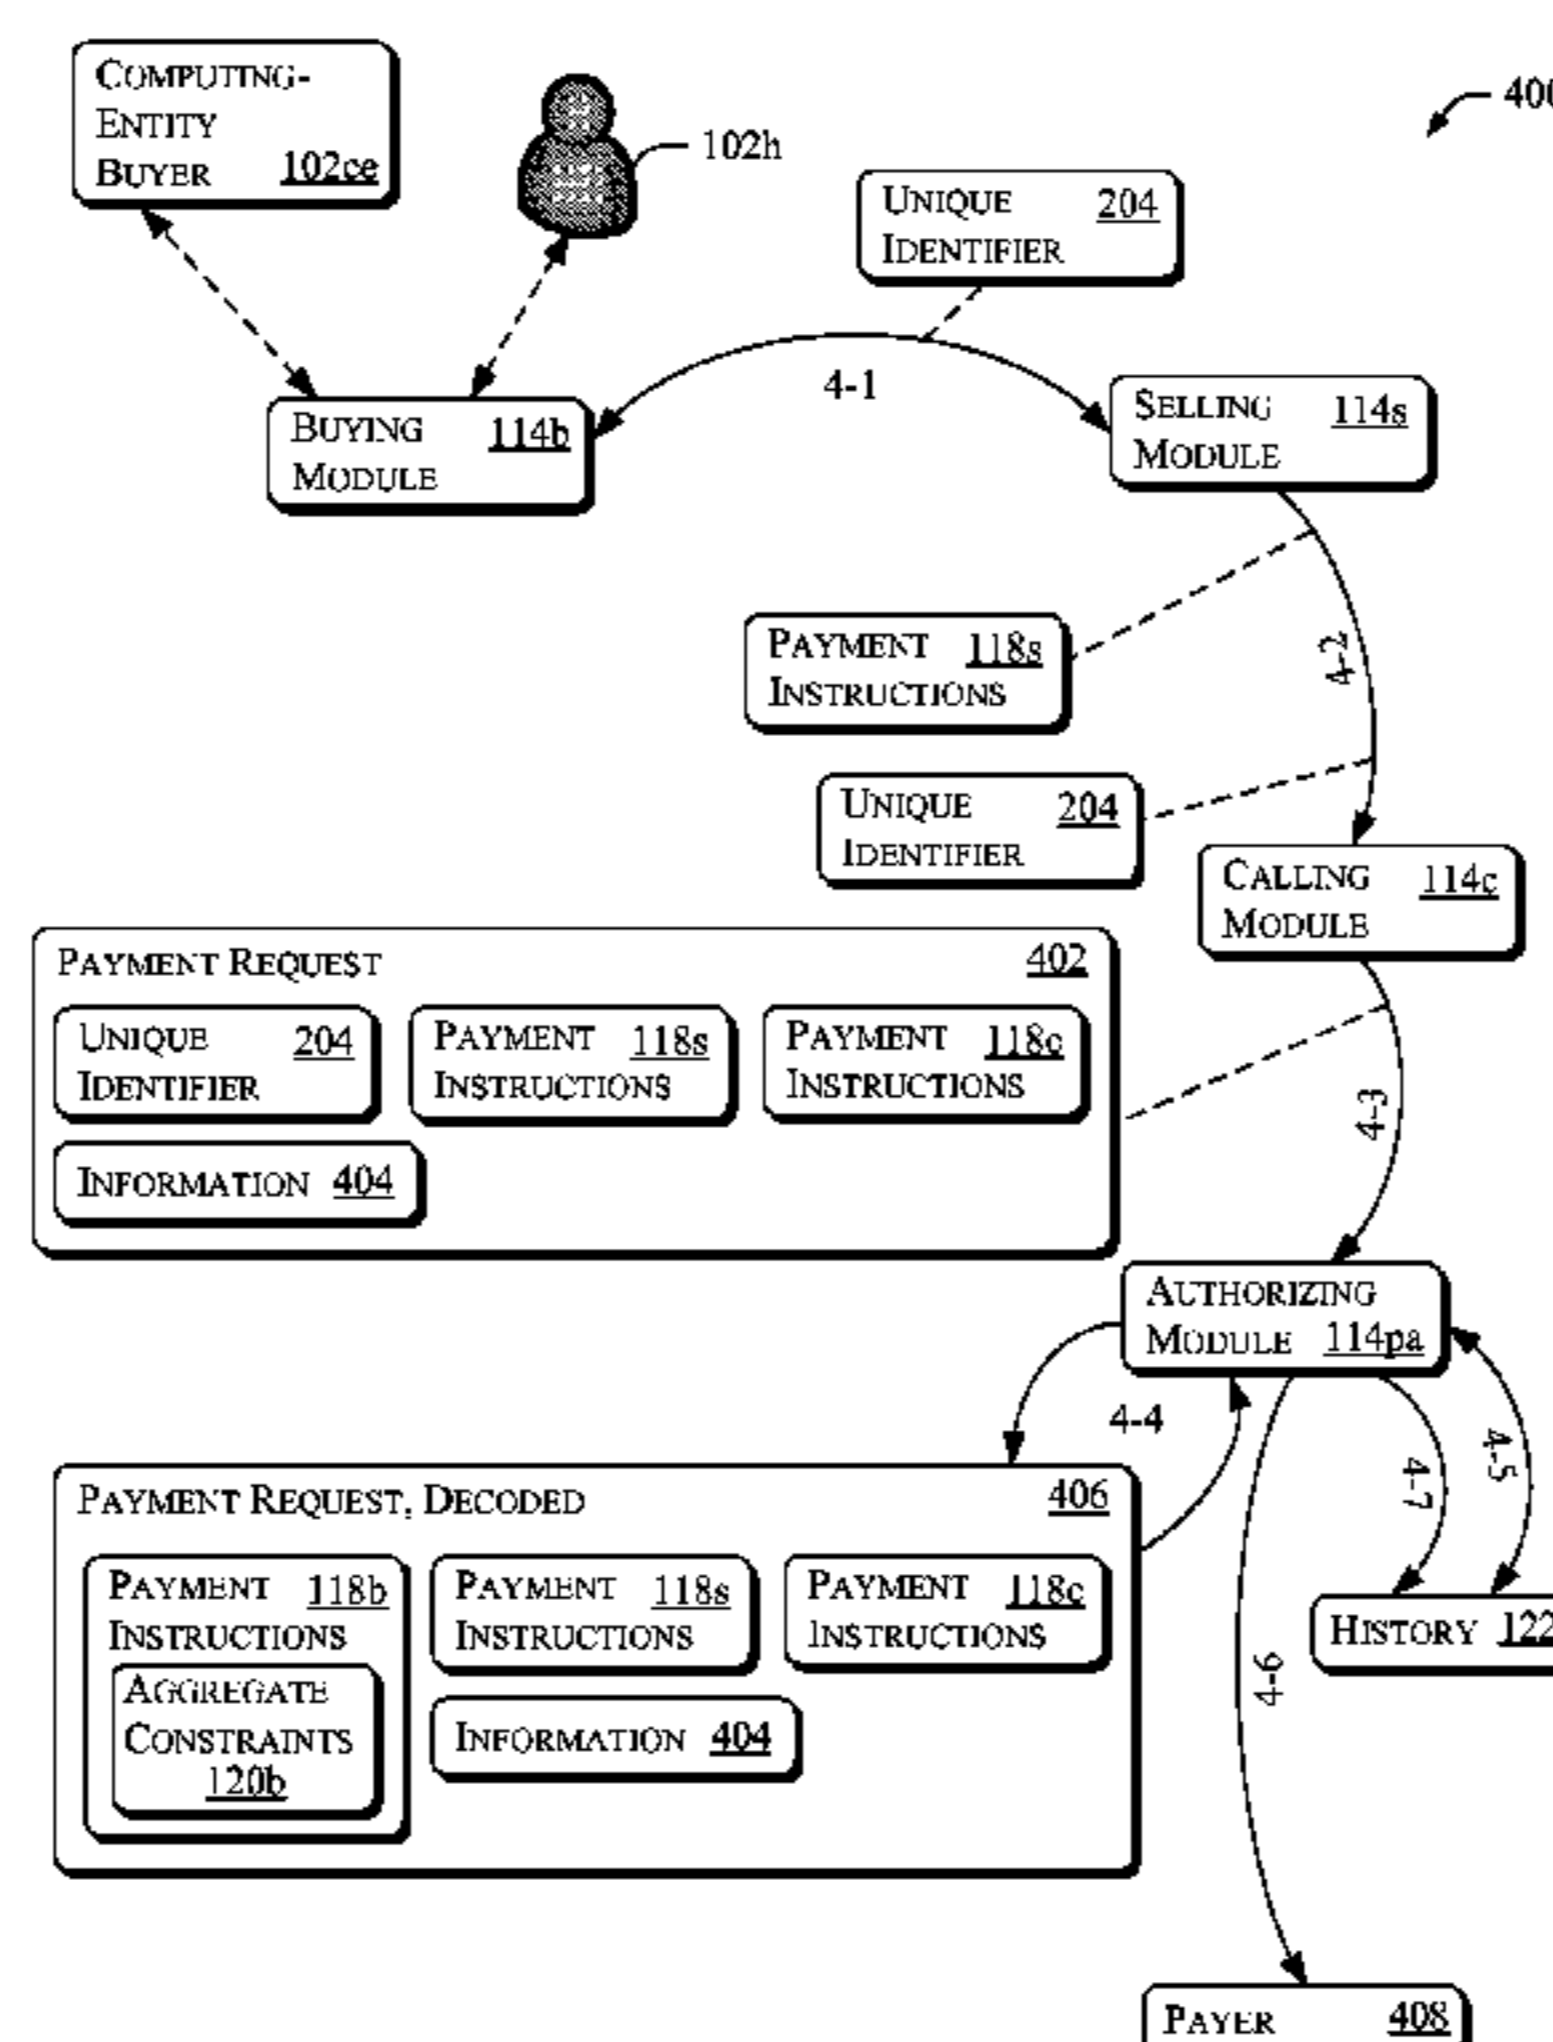 COMPUTING-
ENTITY
BUYER 102ce
102h
400
UNIQUE 204
IDENTIFIER
4-1
BUYING 114b
MODULE
SELLING 114s
MODULE
PAYMENT 118s
INSTRUCTIONS
4-2
UNIQUE 204
IDENTIFIER
CALLING 114c
MODULE
PAYMENT REQUEST 402
UNIQUE 204
IDENTIFIER
PAYMENT 118s
INSTRUCTIONS
PAYMENT 118c
INSTRUCTIONS
INFORMATION 404
4-3
AUTHORIZING
MODULE 114pa
4-4
4-7
4-5
PAYMENT REQUEST, DECODED 406
PAYMENT 118b
INSTRUCTIONS
AGGREGATE
CONSTRAINTS
120b
PAYMENT 118s
INSTRUCTIONS
PAYMENT 118c
INSTRUCTIONS
INFORMATION 404
HISTORY 122
4-6
PAYER 408